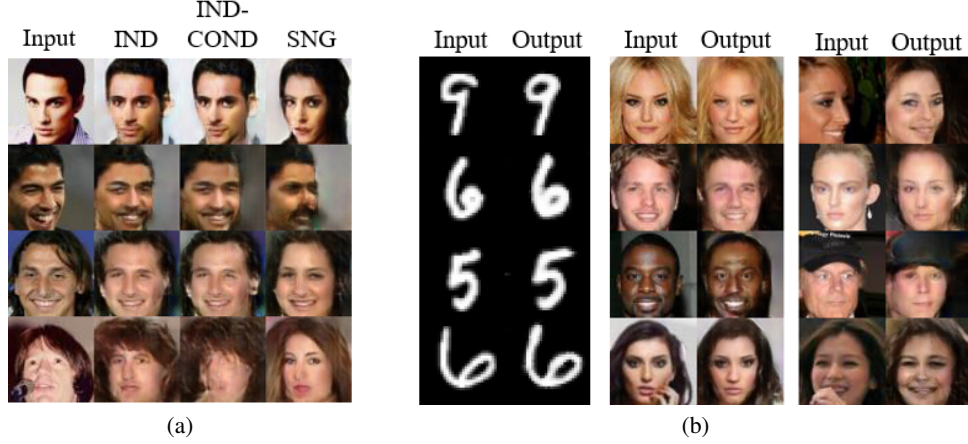 IND-
Input IND COND SNG
Input Output Input Output Input Output
9 9
6 6
5 5
6 6
(a) (b)